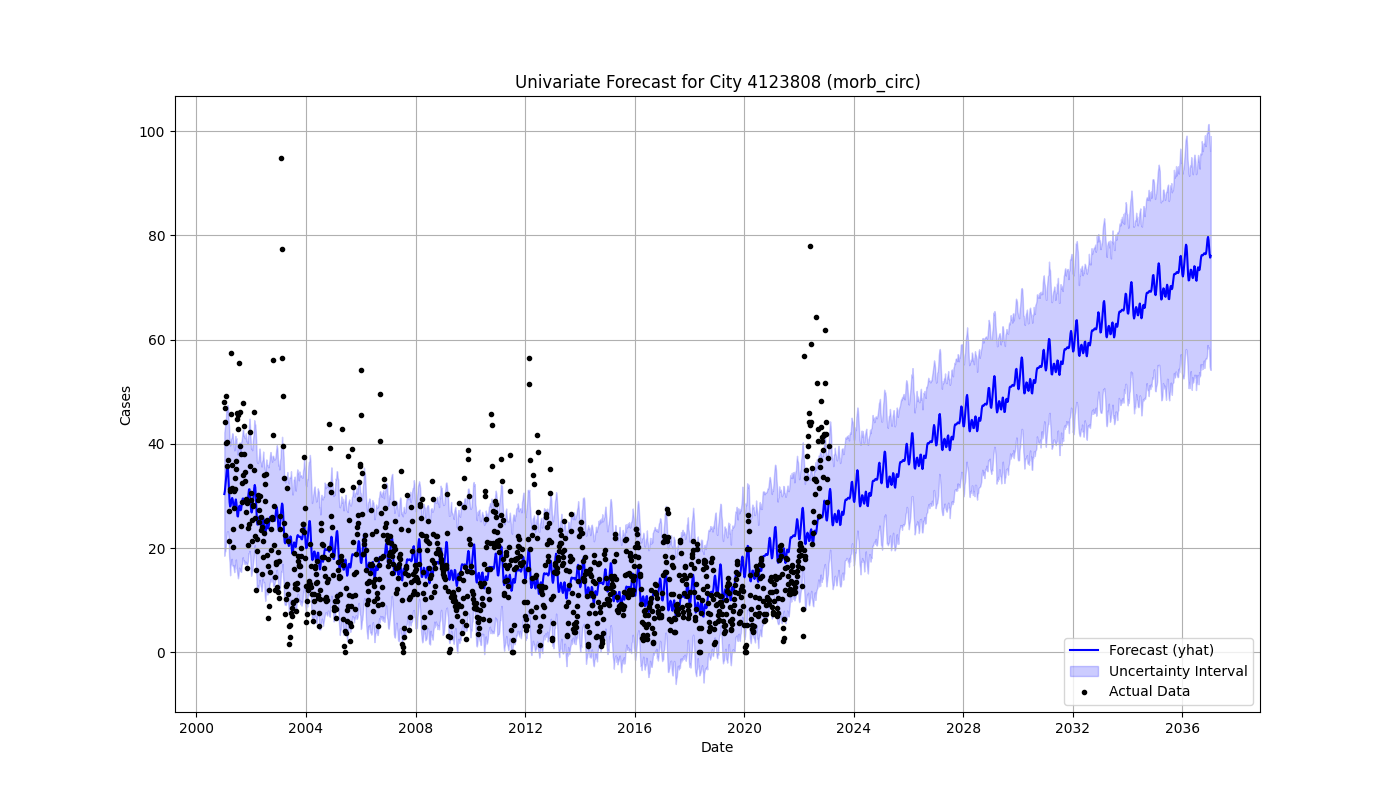 Univariate Forecast for City 4123808 (morb_circ)
100
80
60
40
20
0
Cases
2000 2004 2008 2012 2016 2020 2024 2028 2032 2036
Date
Forecast (yhat)
Uncertainty Interval
Actual Data